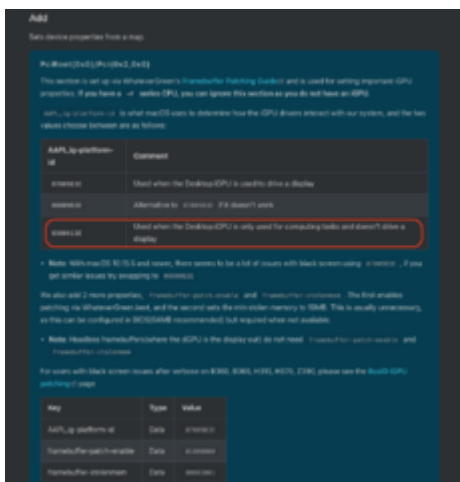 Add
Sets device properties from a map.
PciRoot(0x0)/Pci(0x2,0x0)
This section is set up via WhateverGreen's Framebuffer Patching Guide and is used for setting important iGPU
properties. If you have a -F series CPU, you can ignore this section as you do not have an iGPU.
AAPL,ig-platform-id is what macOS uses to determine how the iGPU drivers interact with our system, and the two
values choose between are as follows:
AAPL,ig-platform-id Comment
Used when the Desktop iGPU is used to drive a display
Alternative to if it doesn't work
Used when the Desktop iGPU is only used for computing tasks and doesn't drive a
display
• Note: With macOS 10.15.5 and newer, there seems to be a lot of issues with black screen using , if you
get similar issues try swapping to
We also add 2 more properties, framebuffer-patch-enable and framebuffer-stolenmem . The first enables
patching via WhateverGreen.kext, and the second sets the min stolen memory to 19MB. This is usually unnecessary,
as this can be configured in BIOS(64MB recommended) but required when not available.
• Note: Headless framebuffers(where the dGPU is the display out) do not need framebuffer-patch-enable and
framebuffer-stolenmem
For users with black screen issues after verbose on B360, B365, H310, H370, Z390, please see the BusID iGPU
patching page
Key Type Value
AAPL,ig-platform-id Data
framebuffer-patch-enable Data
framebuffer-stolenmem Data